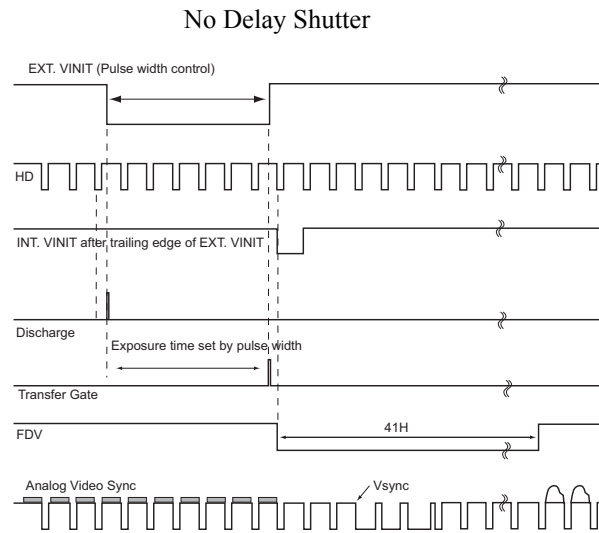 No Delay Shutter
EXT. VINIT (Pulse width control)
HD
INT. VINIT after trailing edge of EXT. VINIT
Discharge
Exposure time set by pulse width
Transfer Gate
FDV
41H
Analog Video Sync
Vsync